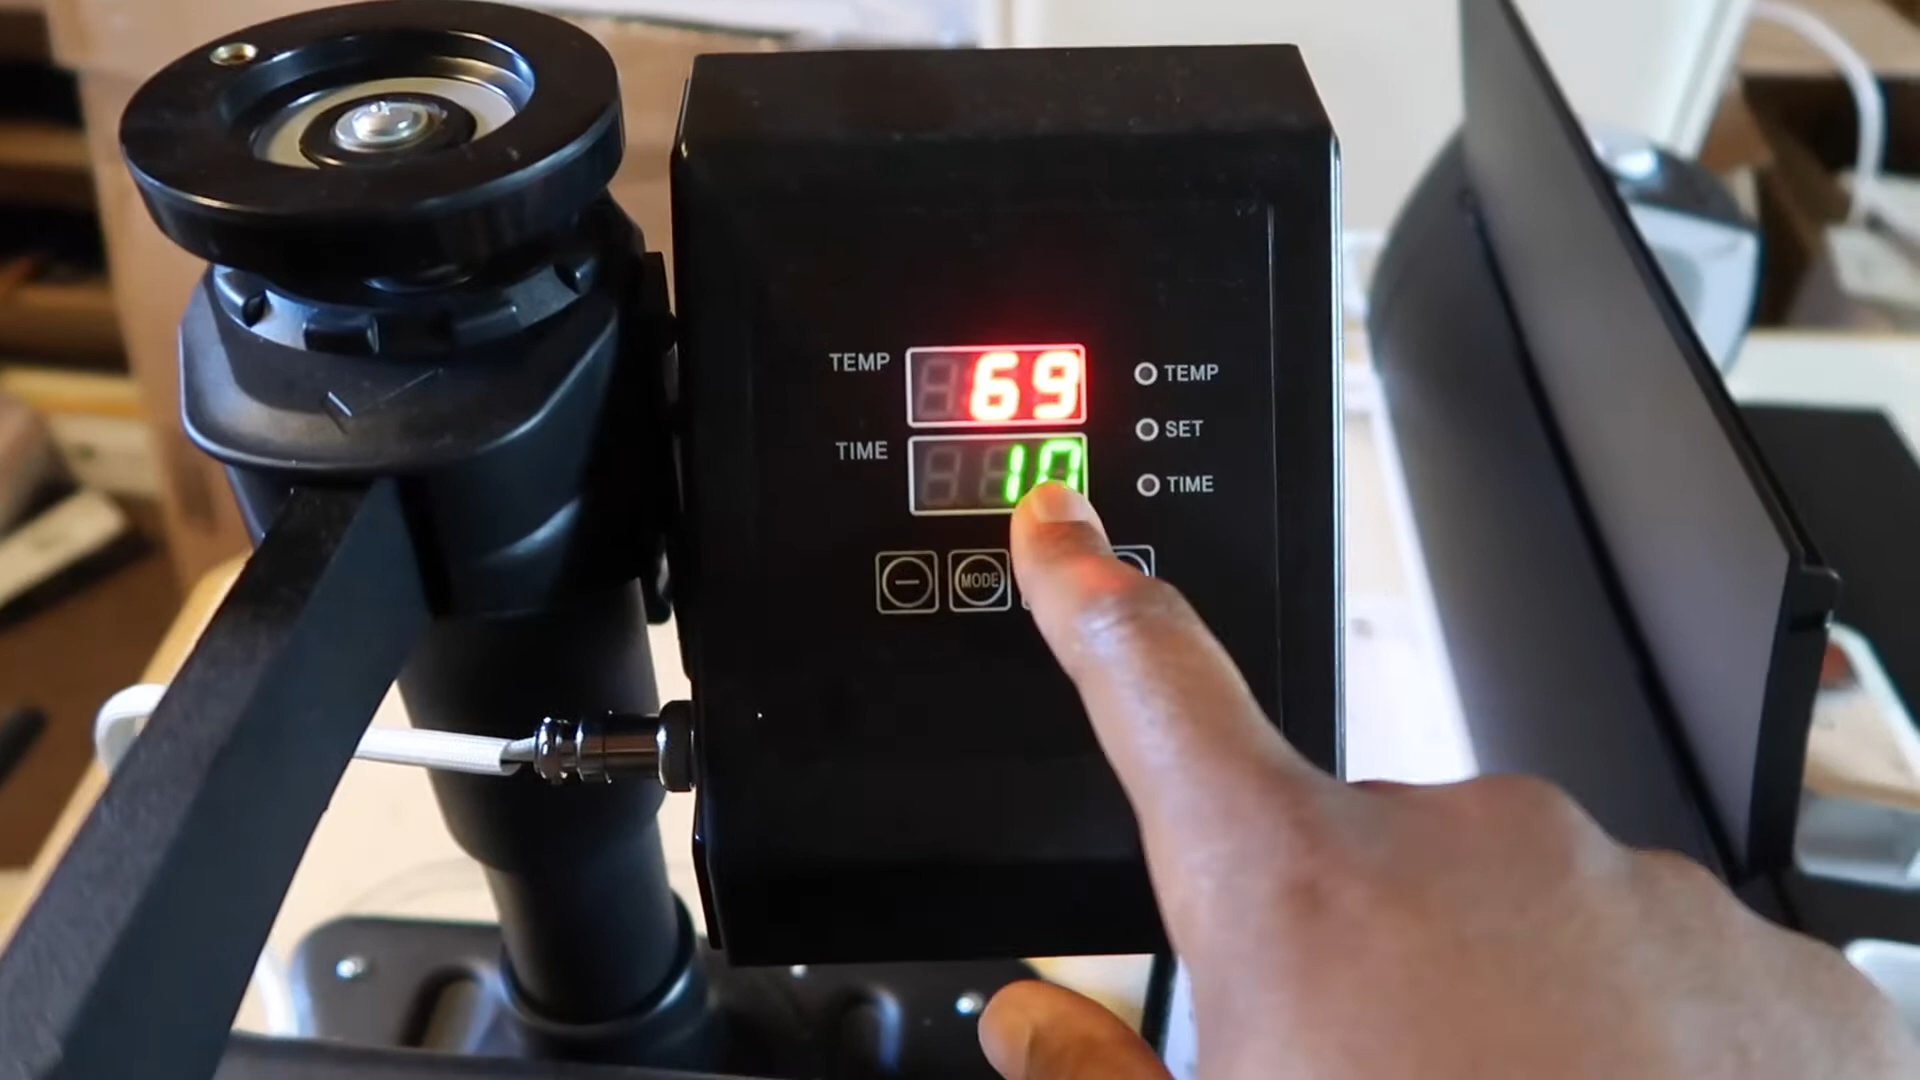 TEMP 69
TIME 10
TEMP
SET
TIME
− MODE